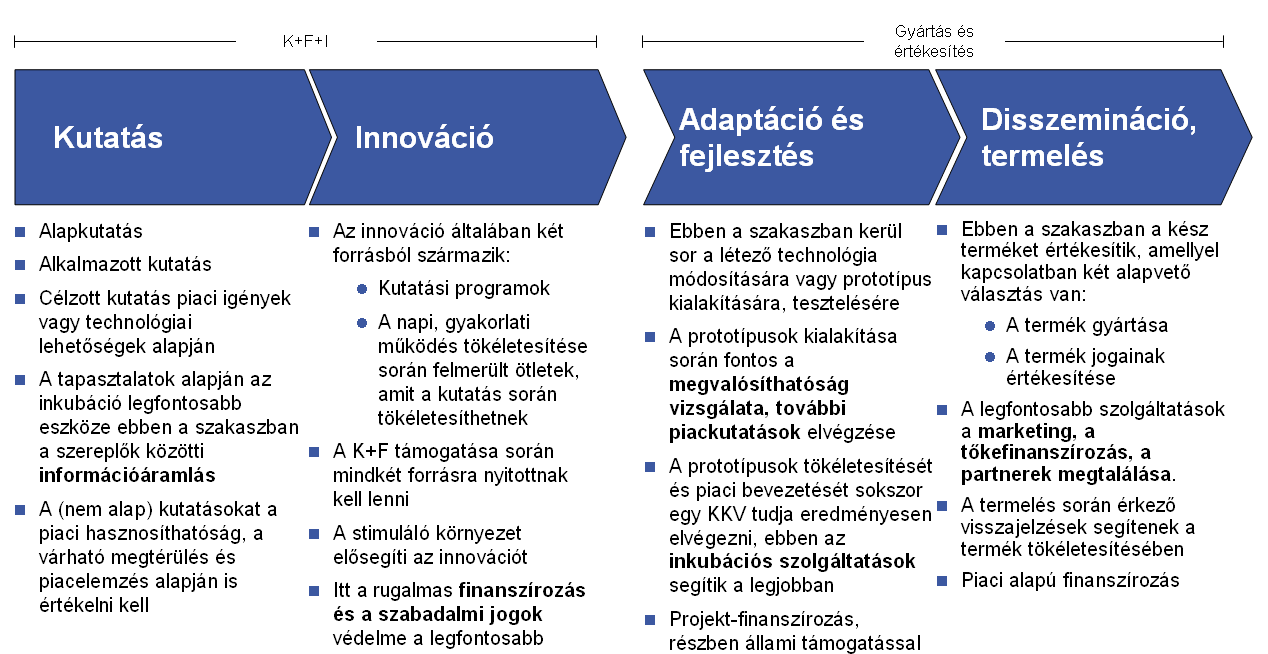 K+F+I
Gyártás és
értékesítés
Kutatás
Innováció
Adaptáció és
fejlesztés
Disszemináció,
termelés
Alapkutatás
Alkalmazott kutatás
Célzott kutatás piaci igények
vagy technológiai
lehetőségek alapján
A tapasztalatok alapján az
inkubáció legfontosabb
eszköze ebben a szakaszban
a szereplők közötti
információáramlás
A (nem alap) kutatásokat a
piaci hasznosíthatóság, a
várható megtérülés és
piacelemzés alapján is
értékelni kell
Az innováció általában két
forrásból származik:
Kutatási programok
A napi, gyakorlati
működés tökéletesítése
során felmerült ötletek,
amit a kutatás során
tökéletesíthetnek
A K+F támogatása során
mindkét forrásra nyitottnak
kell lenni
A stimuláló környezet
elősegíti az innovációt
Itt a rugalmas finanszírozás
és a szabadalmi jogok
védelme a legfontosabb
Ebben a szakaszban kerül
sor a létező technológia
módosítására vagy prototípus
kialakítására, tesztelésére
A prototípusok kialakítása
során fontos a
megvalósíthatóság
vizsgálata, további
piackutatások elvégzése
A prototípusok tökéletesítését
és piaci bevezetését sokszor
egy KKV tudja eredményesen
elvégezni, ebben az
inkubációs szolgáltatások
segítik a legjobban
Projekt-finanszírozás,
részben állami támogatással
Ebben a szakaszban a kész
terméket értékesítik, amellyel
kapcsolatban két alapvető
választás van:
A termék gyártása
A termék jogainak
értékesítése
A legfontosabb szolgáltatások
a marketing, a
tőkefinanszírozás, a
partnerek megtalálása.
A termelés során érkező
visszajelzések segítenek a
termék tökéletesítésében
Piaci alapú finanszírozás